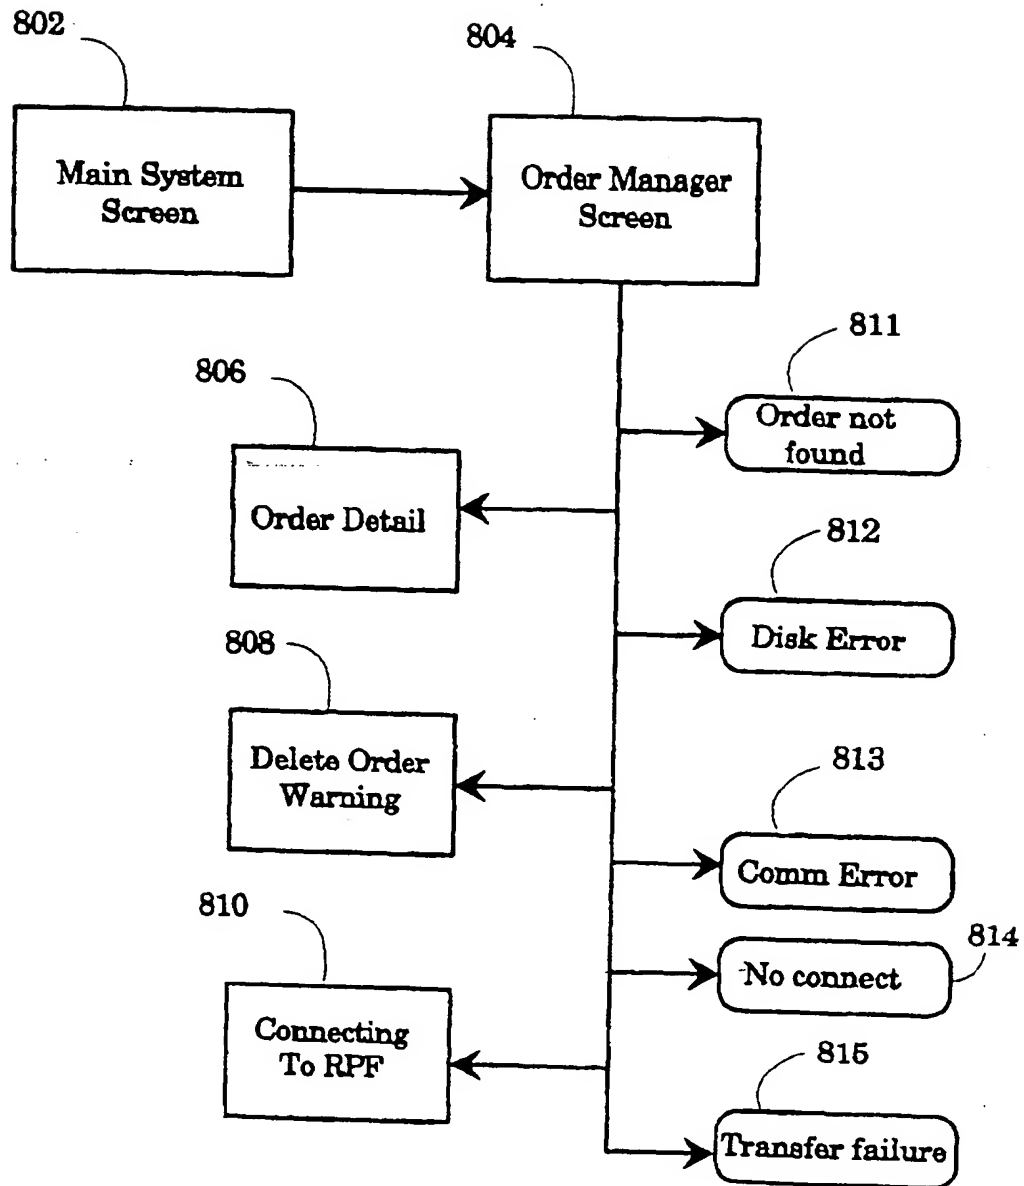 802
804
Main System
Screen
Order Manager
Screen
811
Order not
found
806
Order Detail
812
Disk Error
808
Delete Order
Warning
813
Comm Error
810
Connecting
To RPF
814
No connect
815
Transfer failure